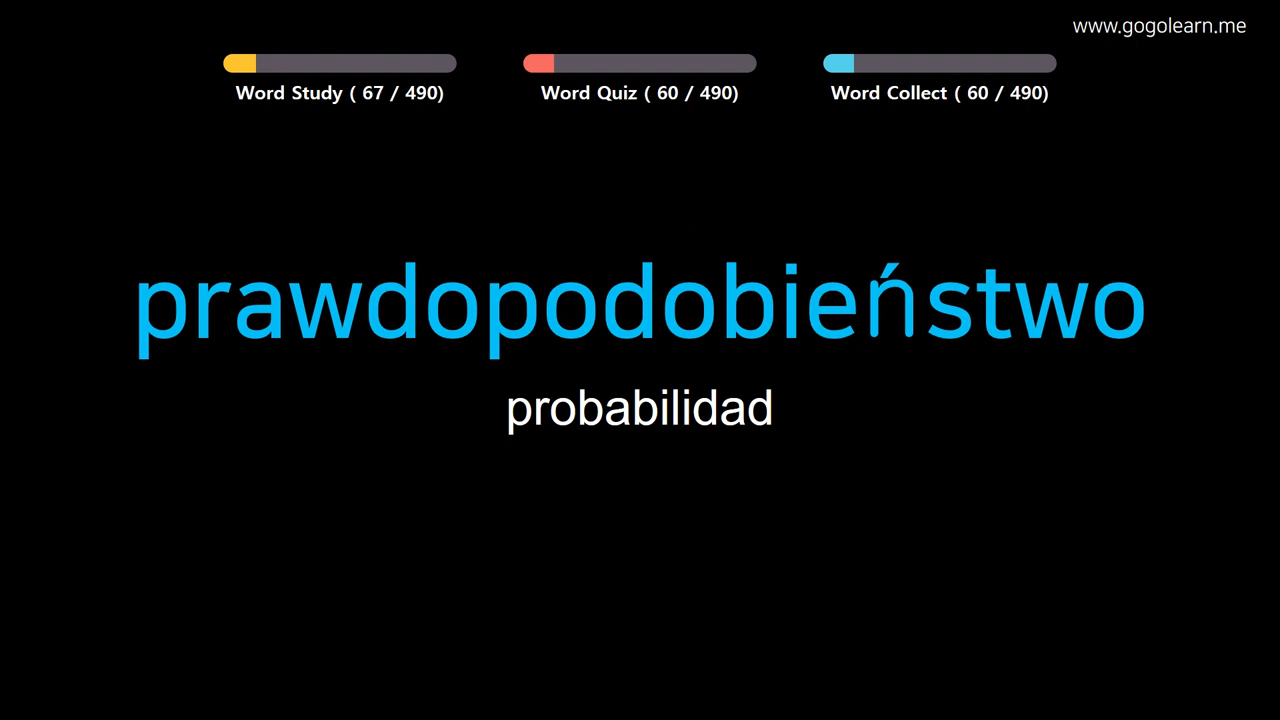 www.gogolearn.me
Word Study ( 67 / 490)
Word Quiz ( 60 / 490)
Word Collect ( 60 / 490)
prawdopodobieństwo
probabilidad